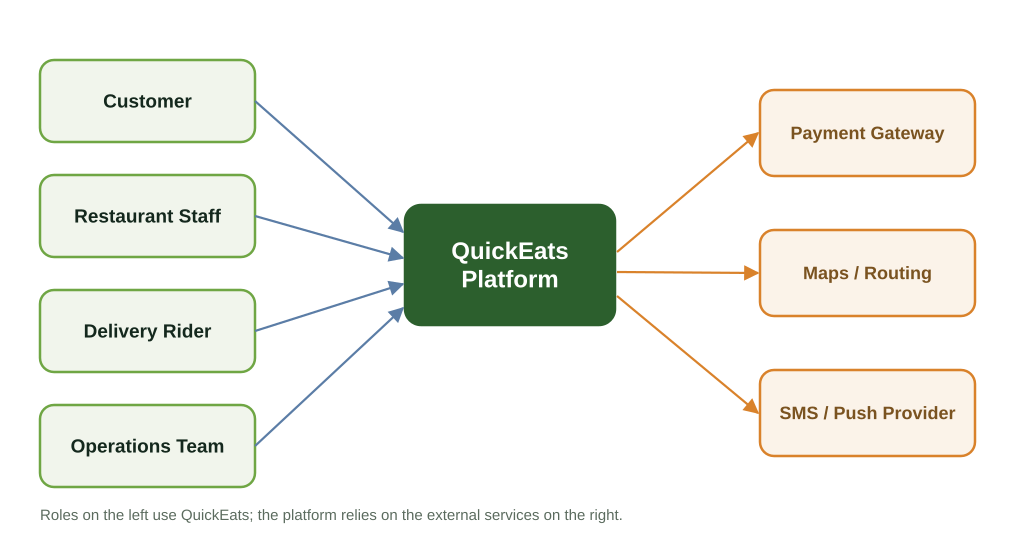 Customer
Restaurant Staff
Delivery Rider
Operations Team
QuickEats
Platform
Payment Gateway
Maps / Routing
SMS / Push Provider
Roles on the left use QuickEats; the platform relies on the external services on the right.